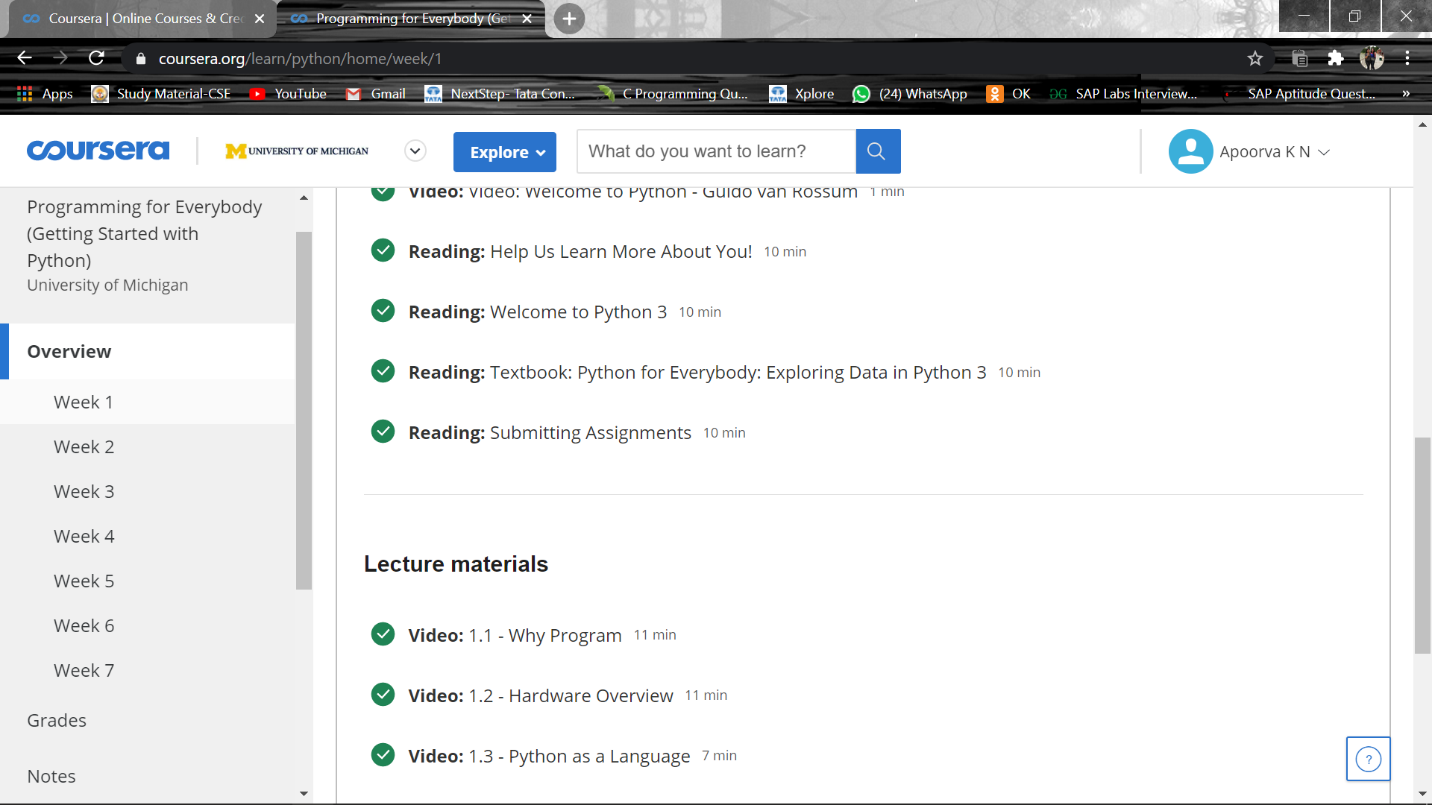 Coursera | Online Courses & Cre
Programming for Everybody (Get
coursera.org/learn/python/home/week/1
Apps
Study Material-CSE
YouTube
Gmail
NextStep- Tata Con...
C Programming Qu...
Xplore
(24) WhatsApp
OK
SAP Labs Interview...
SAP Aptitude Quest...
»
coursera
UNIVERSITY OF MICHIGAN
Explore
What do you want to learn?
Apoorva K N
Programming for Everybody
(Getting Started with
Python)
University of Michigan
Overview
Week 1
Week 2
Week 3
Week 4
Week 5
Week 6
Week 7
Grades
Notes
Video: Video: Welcome to Python - Guido van Rossum 1 min
Reading: Help Us Learn More About You! 10 min
Reading: Welcome to Python 3 10 min
Reading: Textbook: Python for Everybody: Exploring Data in Python 3 10 min
Reading: Submitting Assignments 10 min
Lecture materials
Video: 1.1 - Why Program 11 min
Video: 1.2 - Hardware Overview 11 min
Video: 1.3 - Python as a Language 7 min
?